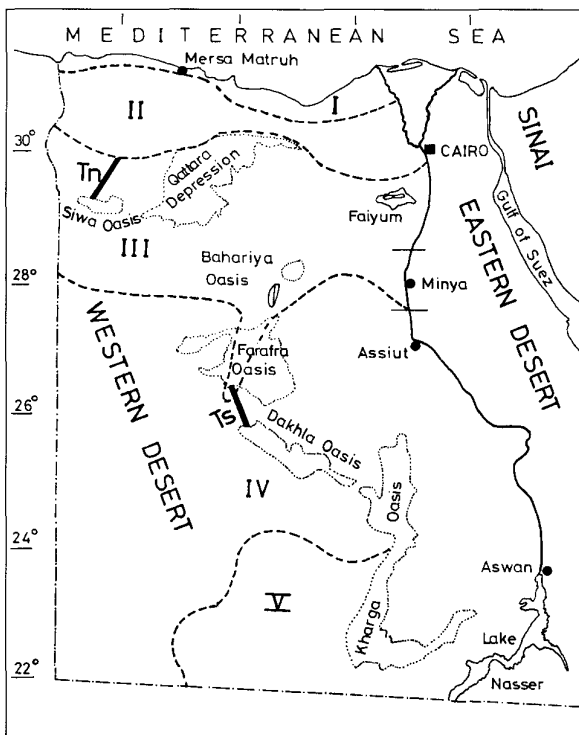 MEDITERRANEAN SEA
Mersa Matruh
II
I
SINAI
30°
CAIRO
Tn
Qattara
Depression
Siwa Oasis
Faiyum
Gulf of Suez
EASTERN DESERT
III
Bahariya
Oasis
28°
Minya
WESTERN DESERT
Farafra
Oasis
Assiut
26°
Ts
Dakhla Oasis
IV
Kharga Oasis
24°
Aswan
V
Lake
Nasser
22°